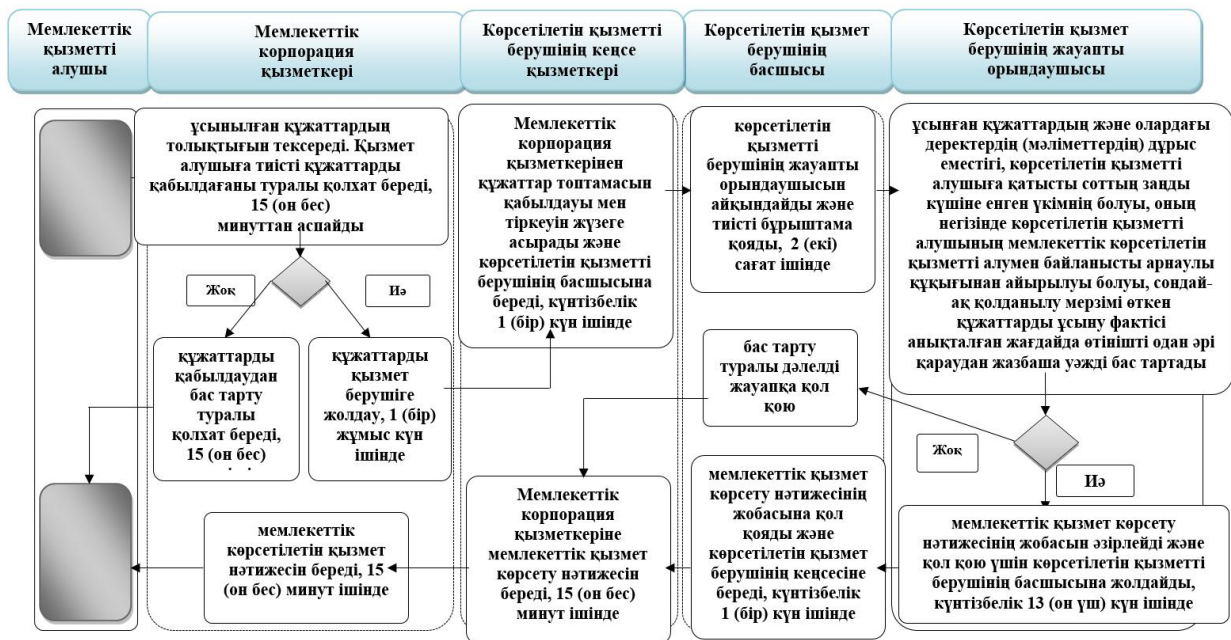 Мемлекеттік
қызметті
алушы
Мемлекеттік
корпорация
қызметкері
Көрсетілетін қызметті
берушінің кеңсе
қызметкері
Көрсетілетін қызмет
берушінің
басшысы
Көрсетілетін қызмет
берушінің жауапты
орындаушысы
ұсынылған құжаттардың
толықтығын тексереді. Қызмет
алушыға тиісті құжаттарды
қабылдағаны туралы қолхат береді,
15 (он бес)
минуттан аспайды
Жоқ
Иә
құжаттарды
қабылдаудан
бас тарту
туралы
қолхат береді,
15 (он бес)
құжаттарды
қызмет
берушіге
жолдау, 1 (бір)
жұмыс күн
ішінде
Мемлекеттік
корпорация
қызметкерінен
құжаттар топтамасын
қабылдауы мен
тіркеуін жүзеге
асырады және
көрсетілетін қызметті
берушінің басшысына
береді, күнтізбелік
1 (бір) күн ішінде
көрсетілетін
қызметті
берушінің жауапты
орындаушысын
айқындайды және
тиісті бұрыштама
қояды, 2 (екі)
сағат ішінде
ұсынған құжаттардың және олардағы
деректердің (мәліметтердің) дұрыс
еместігі, көрсетілетін қызметті
алушыға қатысты соттың заңды
күшіне енген үкімнің болуы, оның
негізінде көрсетілетін қызметті
алушының мемлекеттік көрсетілетін
қызметті алумен байланысты арнаулы
құқығынан айырылуы болуы, сондай-
ақ қолданылу мерзімі өткен
құжаттарды ұсыну фактісі
анықталған жағдайда өтінішті одан әрі
қараудан жазбаша уәжді бас тартады
бас тарту
туралы дәлелді
жауапқа қол
қою
Жоқ
Иә
мемлекеттік қызмет көрсету
нәтижесінің жобасын әзірлейді және
қол қою үшін көрсетілетін қызметті
берушінің басшысына жолдайды,
күнтізбелік 13 (он үш) күн ішінде
мемлекеттік қызмет
көрсету нәтижесінің
жобасына қол
қояды және
көрсетілетін қызмет
берушінің кеңсесіне
береді, күнтізбелік
1 (бір) күн ішінде
Мемлекеттік
корпорация
қызметкеріне
мемлекеттік қызмет
көрсету нәтижесін
береді, 15 (он бес)
минут ішінде
мемлекеттік
көрсетілетін қызмет
нәтижесін береді, 15
(он бес) минут ішінде